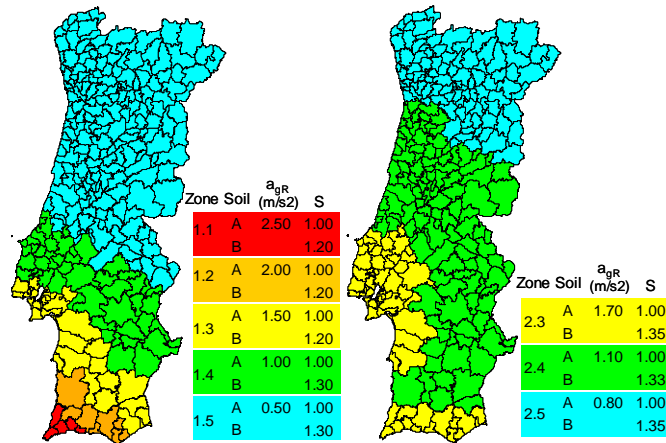 Zone Soil agR (m/s2) S
1.1 A 2.50 1.00
B 1.20
1.2 A 2.00 1.00
B 1.20
1.3 A 1.50 1.00
B 1.20
1.4 A 1.00 1.00
B 1.30
1.5 A 0.50 1.00
B 1.30
Zone Soil agR (m/s2) S
2.3 A 1.70 1.00
B 1.35
2.4 A 1.10 1.00
B 1.33
2.5 A 0.80 1.00
B 1.35